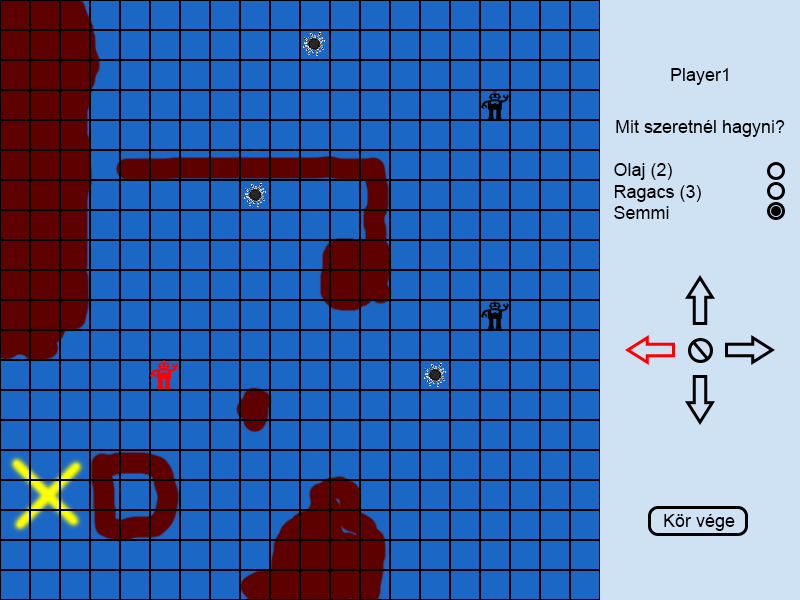 Player1
Mit szeretnél hagyni?
Olaj (2)
Ragacs (3)
Semmi
Kör vége